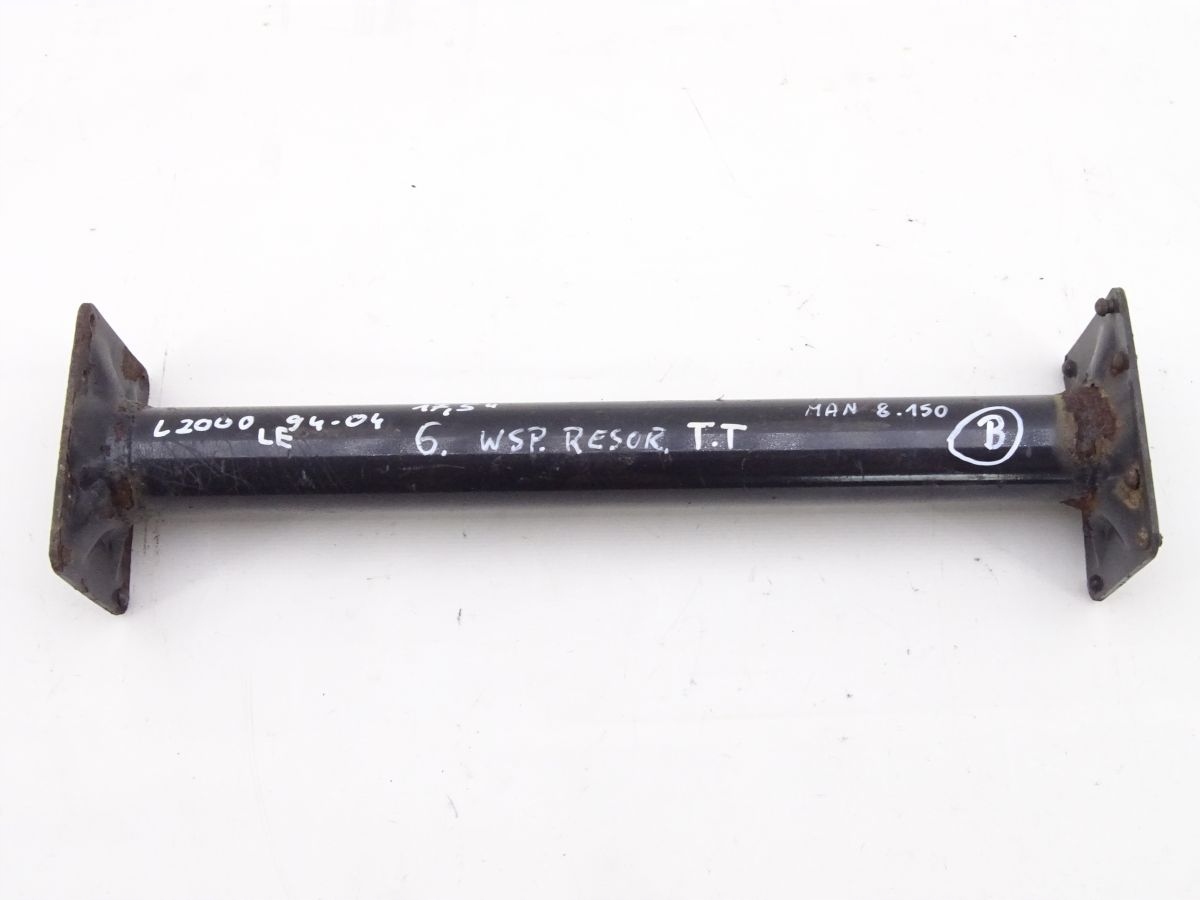 L2000 94-04
LE
6. WSP. RESOR. T.T
MAN 8.150
B